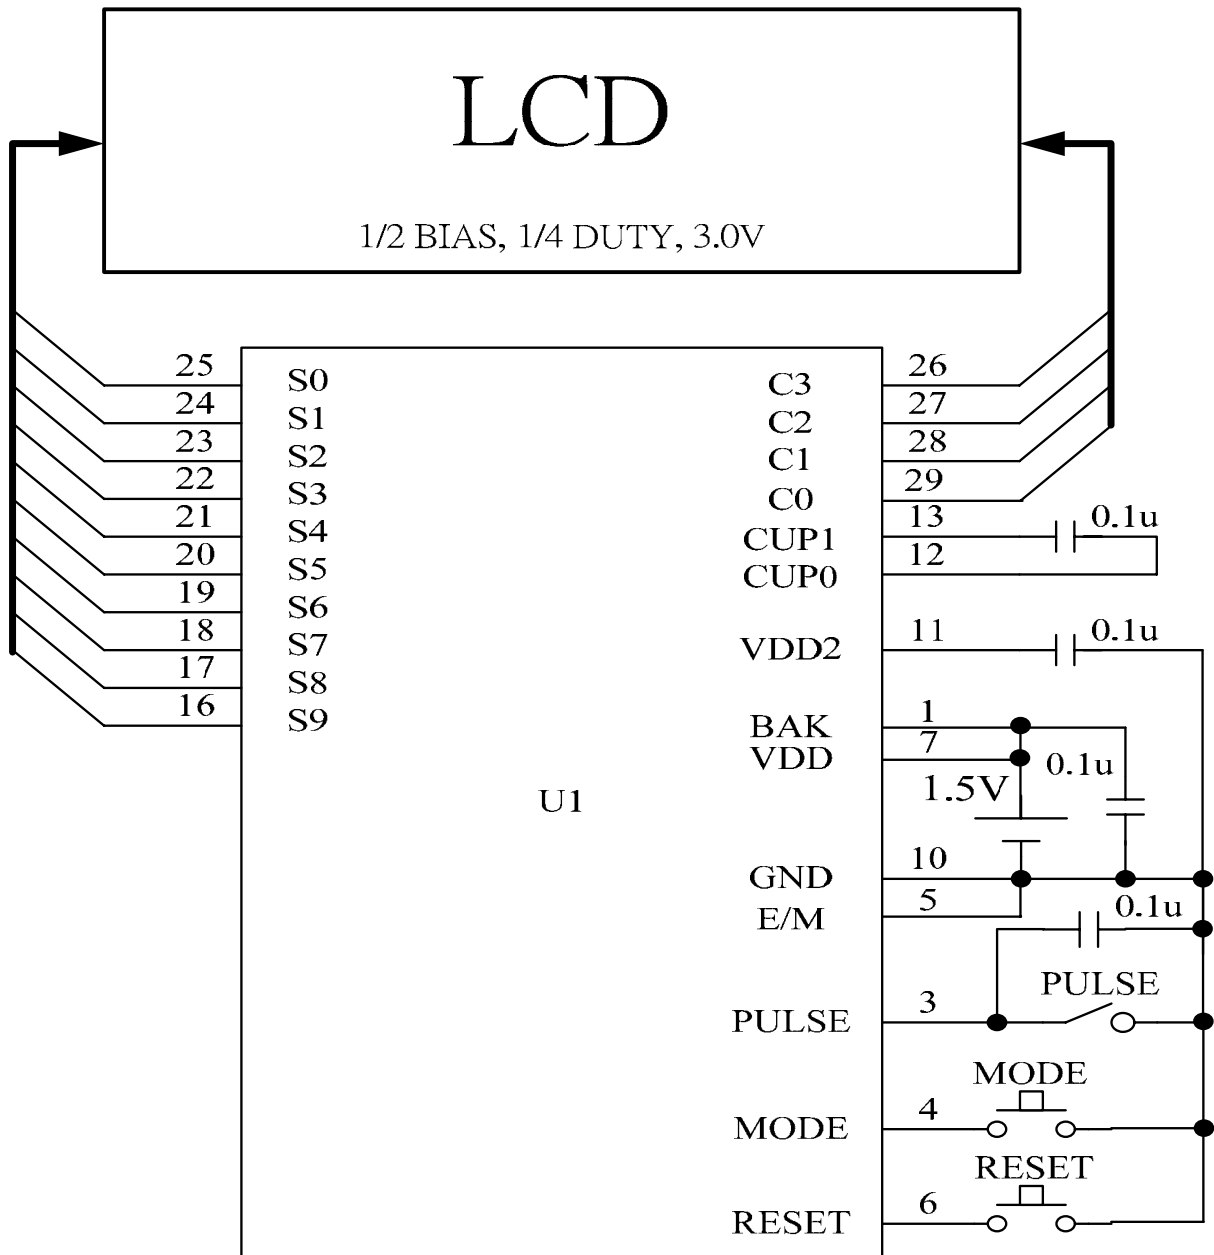 LCD
1/2 BIAS, 1/4 DUTY, 3.0V
25 S0 C3 26
24 S1 C2 27
23 S2 C1 28
22 S3 C0 29
21 S4 CUP1 13 0.1u
20 S5 CUP0 12
19 S6
18 S7 VDD2 11 0.1u
17 S8
16 S9 BAK 1
VDD 7 0.1u
U1 1.5V
GND 10
E/M 5 0.1u
PULSE
PULSE 3
MODE
MODE 4
RESET
RESET 6